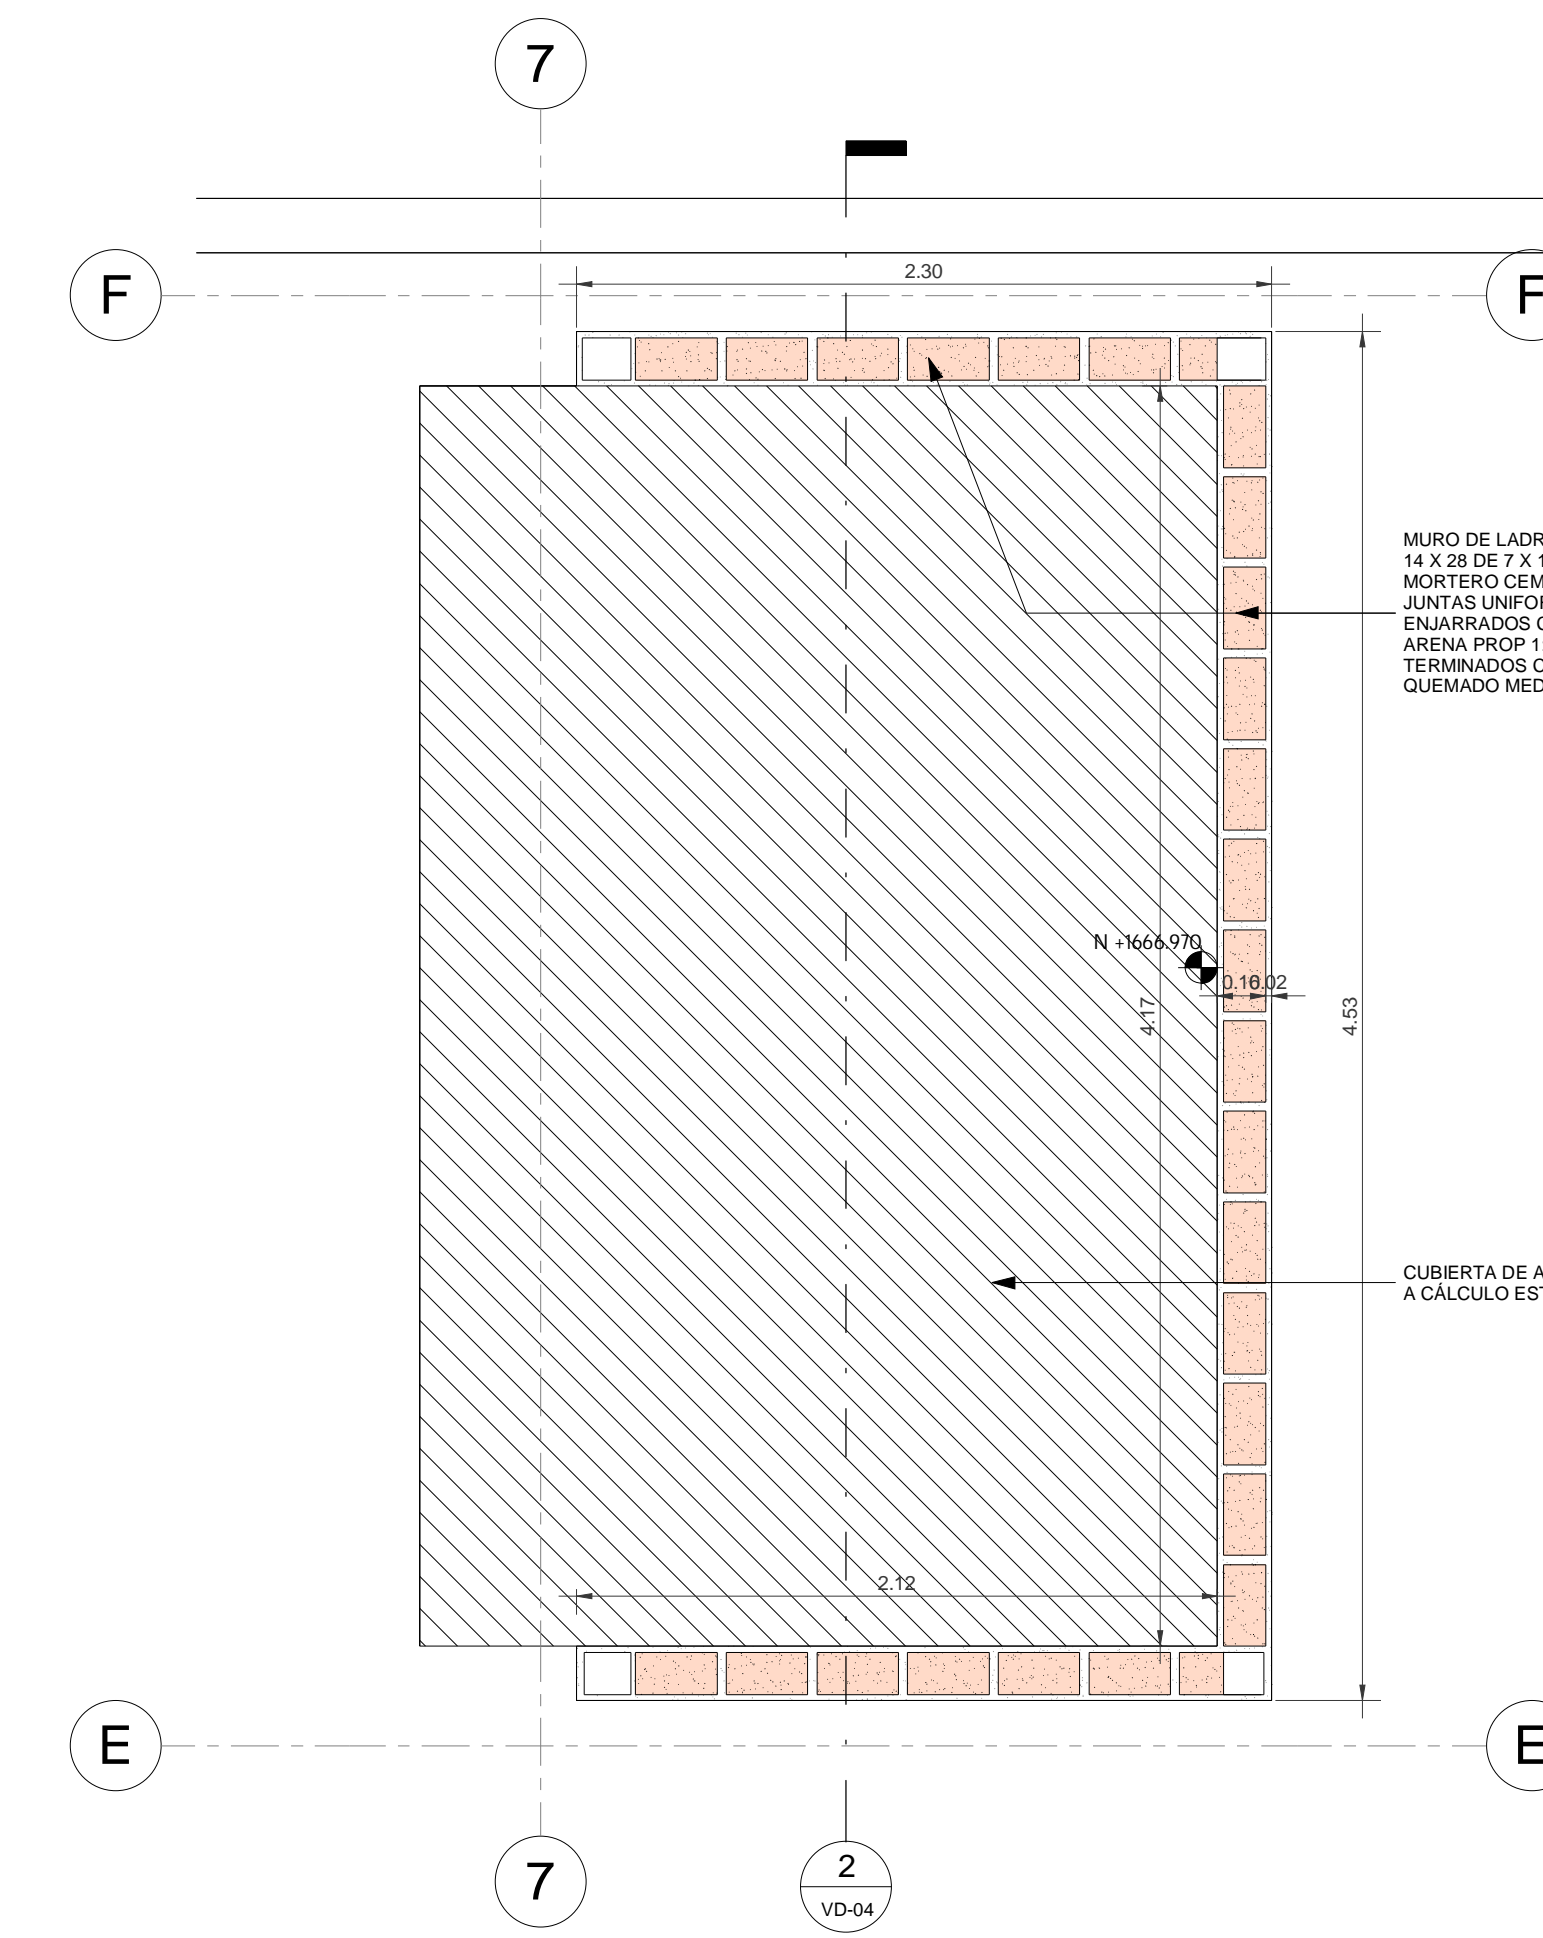 7
F
2.30
F
MURO DE LADR
14 X 28 DE 7 X 1
MORTERO CEM
JUNTAS UNIFOR
ENJARRADOS C
ARENA PROP 1:
TERMINADOS C
QUEMADO MED
N +1666.970
0.16
0.02
4.17
4.53
CUBIERTA DE A
A CÁLCULO EST
2.12
E
E
7
2
VD-04